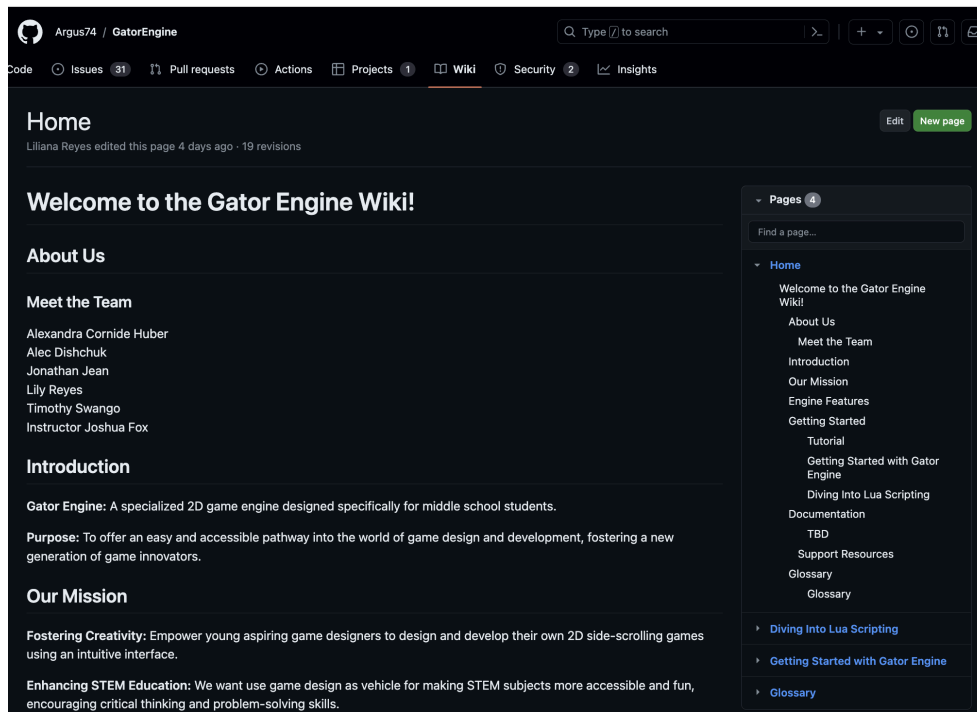 Argus74 / GatorEngine
Type / to search
Code Issues 31 Pull requests Actions Projects 1 Wiki Security 2 Insights
Home
Edit New page
Liliana Reyes edited this page 4 days ago · 19 revisions
Welcome to the Gator Engine Wiki!
About Us
Meet the Team
Alexandra Cornide Huber
Alec Dishchuk
Jonathan Jean
Lily Reyes
Timothy Swango
Instructor Joshua Fox
Introduction
Gator Engine: A specialized 2D game engine designed specifically for middle school students.
Purpose: To offer an easy and accessible pathway into the world of game design and development, fostering a new
generation of game innovators.
Our Mission
Fostering Creativity: Empower young aspiring game designers to design and develop their own 2D side-scrolling games
using an intuitive interface.
Enhancing STEM Education: We want use game design as vehicle for making STEM subjects more accessible and fun,
encouraging critical thinking and problem-solving skills.
Pages 4
Find a page...
Home
Welcome to the Gator Engine
Wiki!
About Us
Meet the Team
Introduction
Our Mission
Engine Features
Getting Started
Tutorial
Getting Started with Gator
Engine
Diving Into Lua Scripting
Documentation
TBD
Support Resources
Glossary
Glossary
Diving Into Lua Scripting
Getting Started with Gator Engine
Glossary